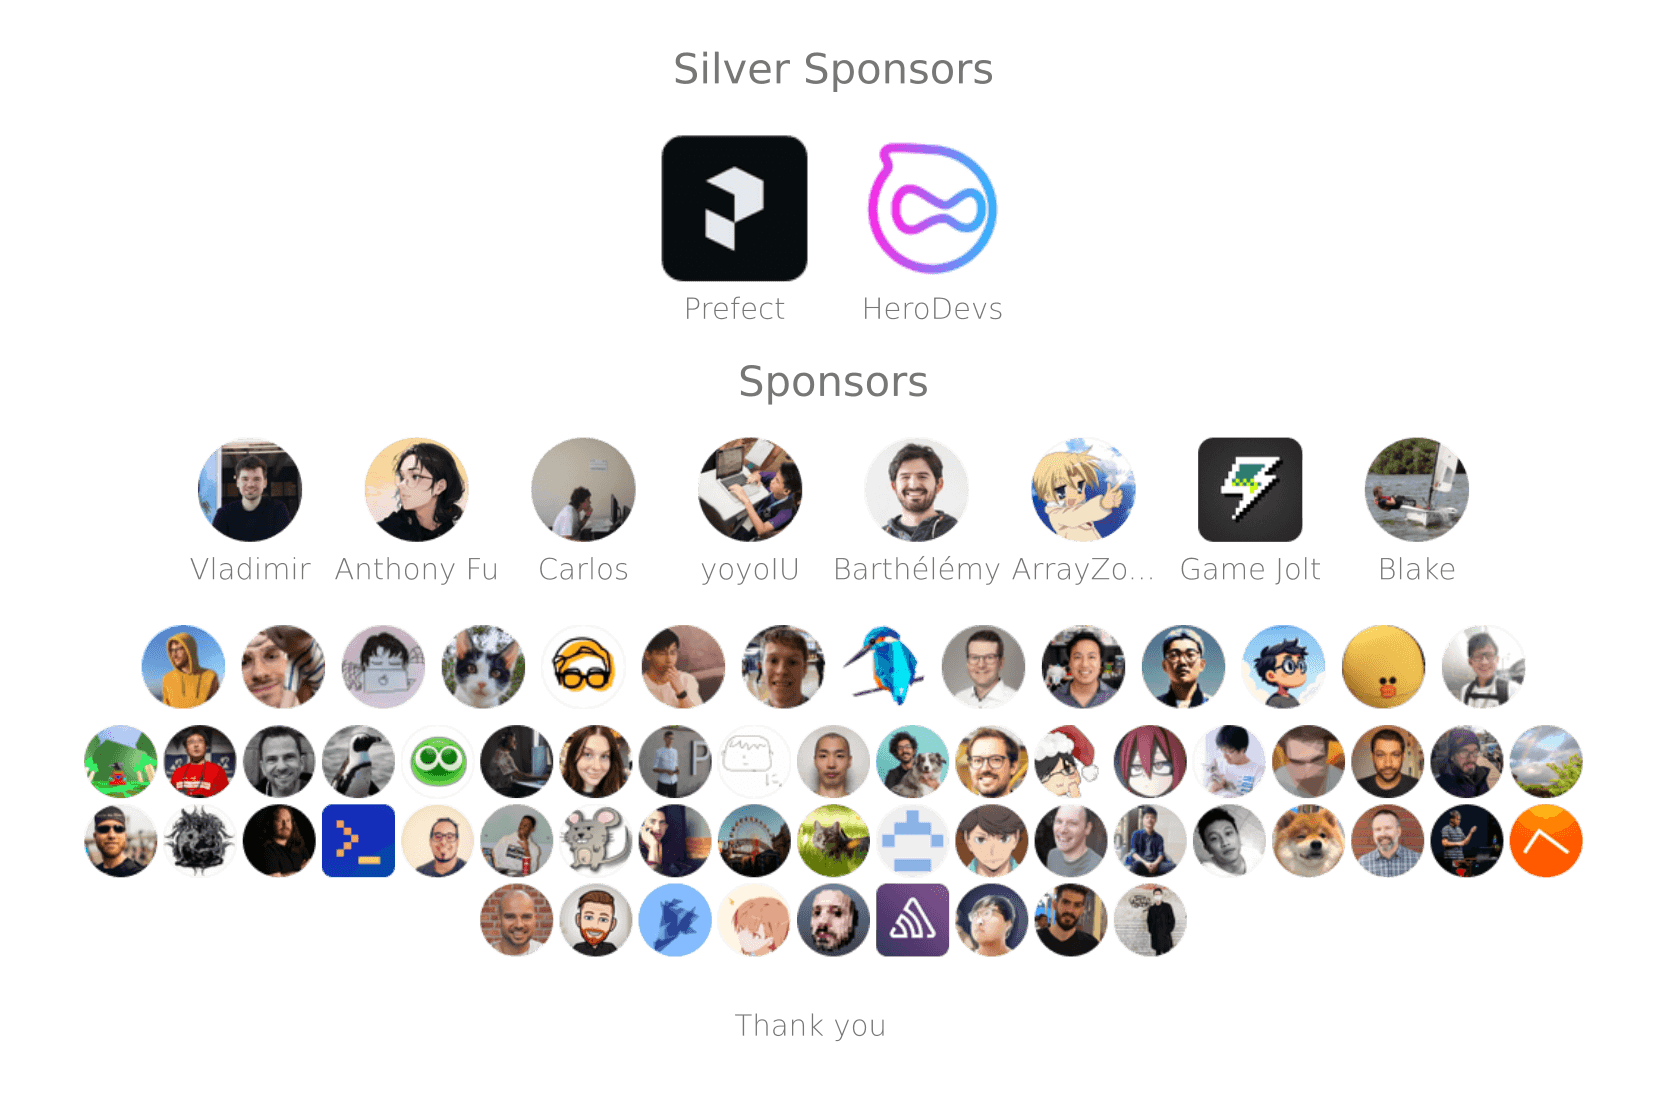 Silver Sponsors
Prefect HeroDevs
Sponsors
Vladimir Anthony Fu Carlos yoyoIU Barthélémy ArrayZo... Game Jolt Blake
Thank you